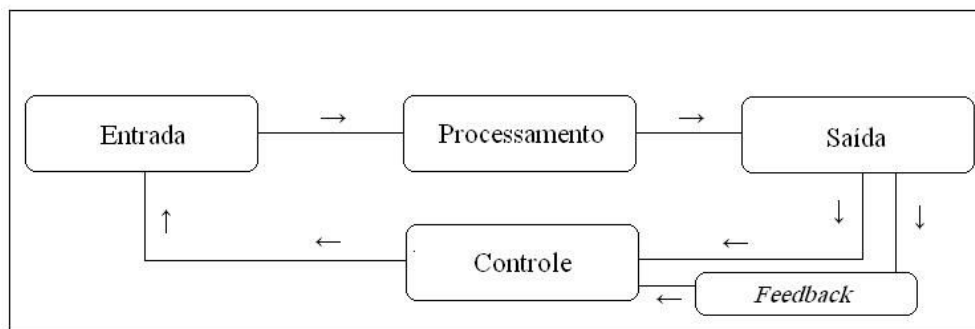 Entrada
Processamento
Saída
Controle
Feedback